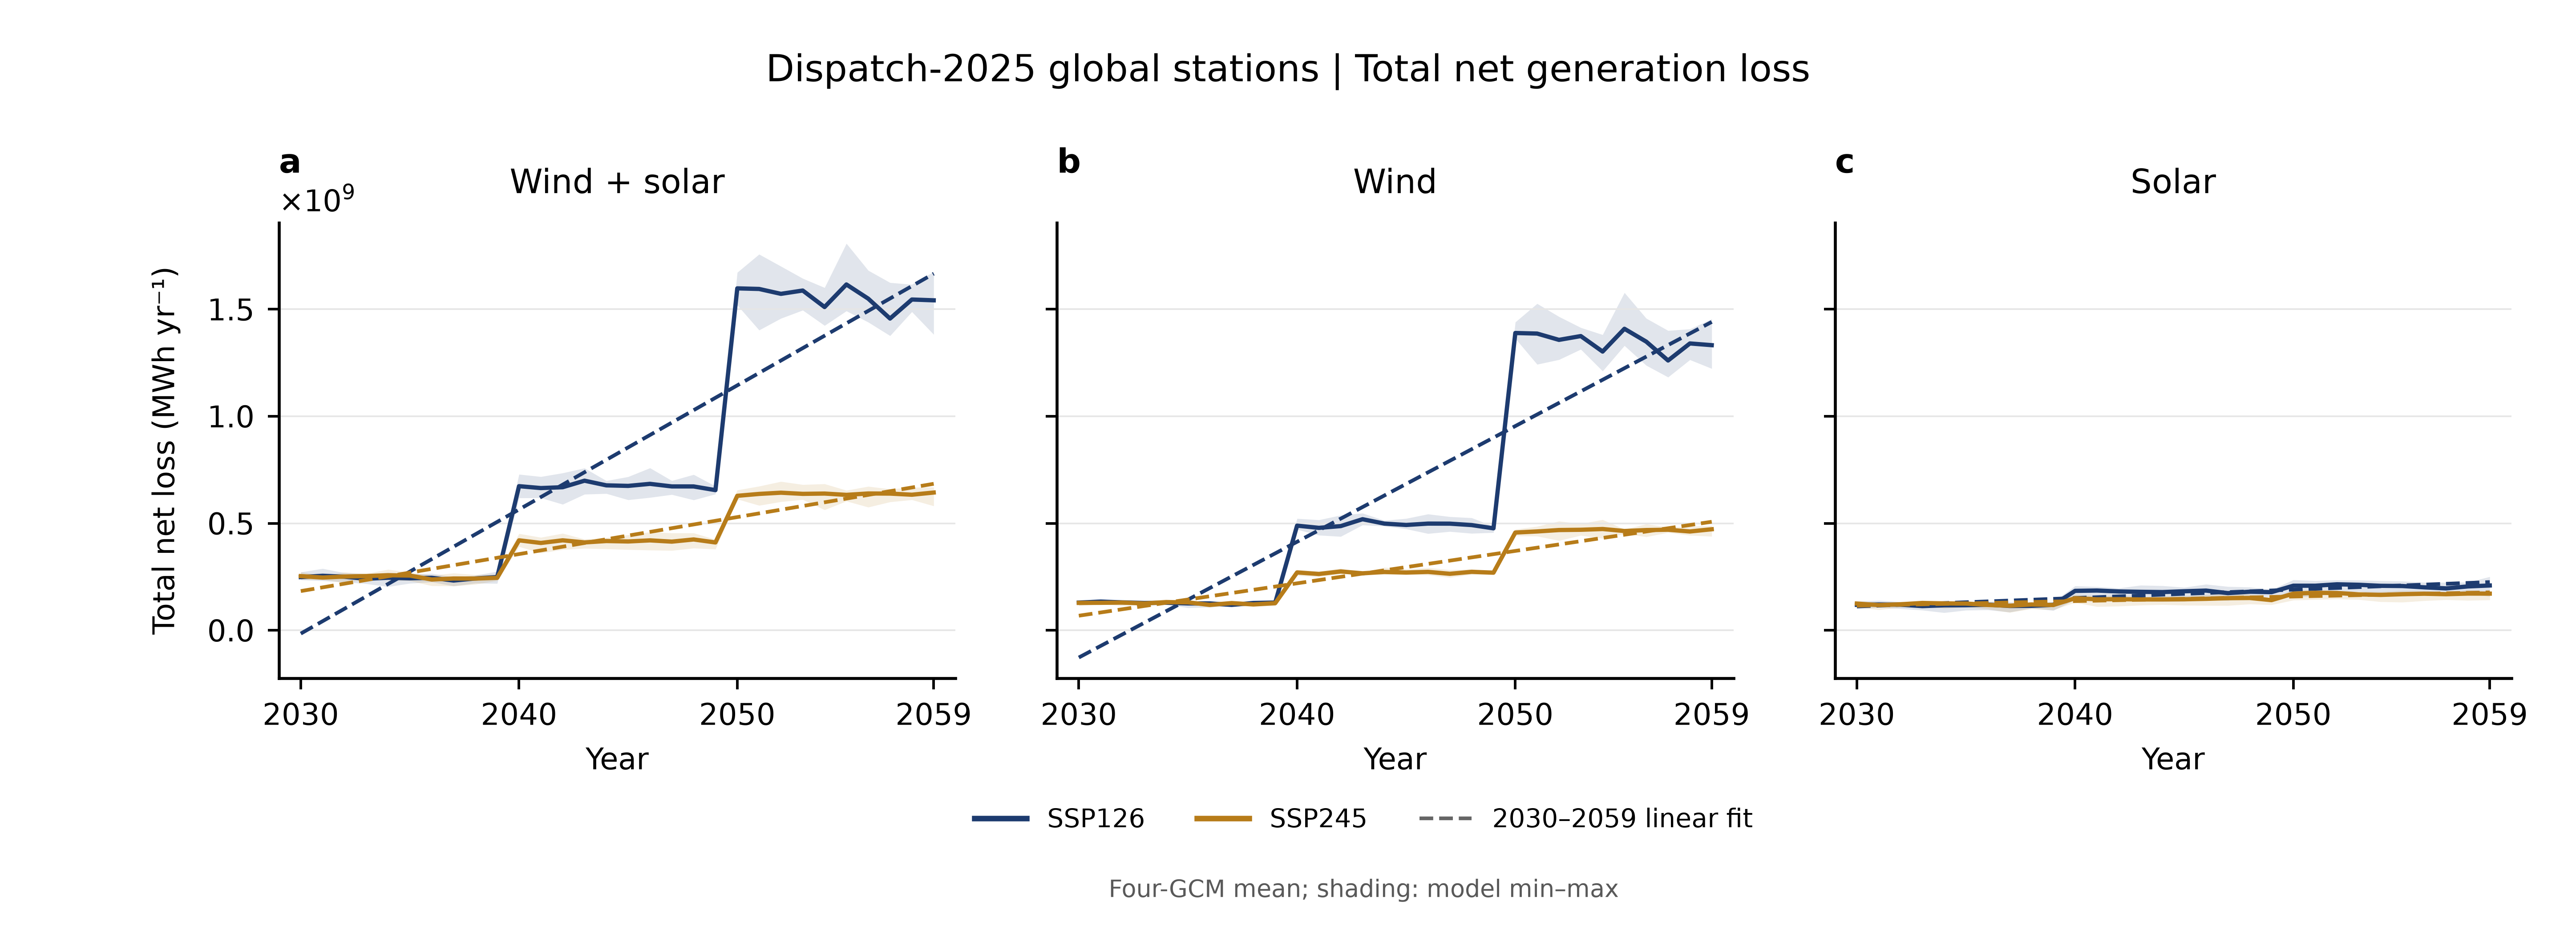 Dispatch-2025 global stations | Total net generation loss
a
Wind + solar
×10⁹
Total net loss (MWh yr⁻¹)
1.5
1.0
0.5
0.0
2030 2040 2050 2059
Year
b
Wind
2030 2040 2050 2059
Year
c
Solar
2030 2040 2050 2059
Year
SSP126 SSP245 2030–2059 linear fit
Four-GCM mean; shading: model min–max